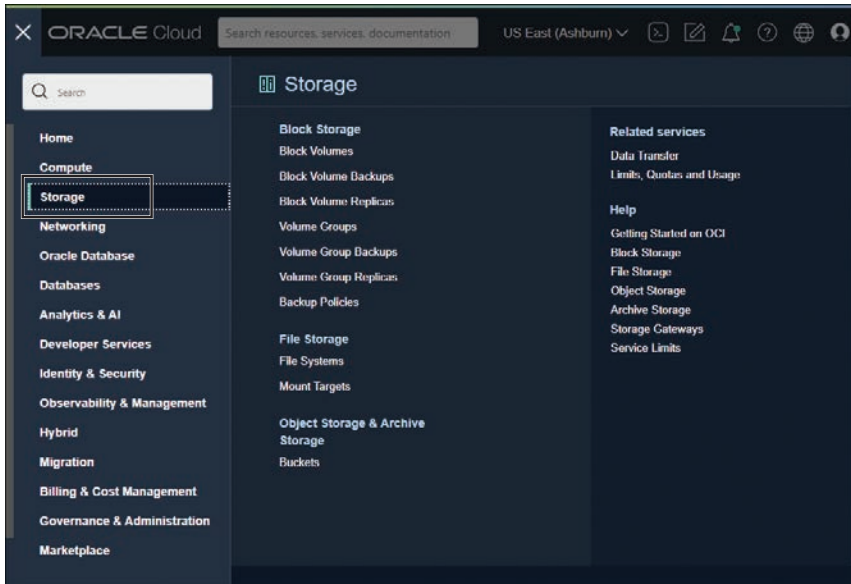 ORACLE Cloud
Search resources, services, documentation
US East (Ashburn)
Search
Home
Compute
Storage
Networking
Oracle Database
Databases
Analytics & AI
Developer Services
Identity & Security
Observability & Management
Hybrid
Migration
Billing & Cost Management
Governance & Administration
Marketplace
Storage
Block Storage
Block Volumes
Block Volume Backups
Block Volume Replicas
Volume Groups
Volume Group Backups
Volume Group Replicas
Backup Policies
File Storage
File Systems
Mount Targets
Object Storage & Archive
Storage
Buckets
Related services
Data Transfer
Limits, Quotas and Usage
Help
Getting Started on OCI
Block Storage
File Storage
Object Storage
Archive Storage
Storage Gateways
Service Limits